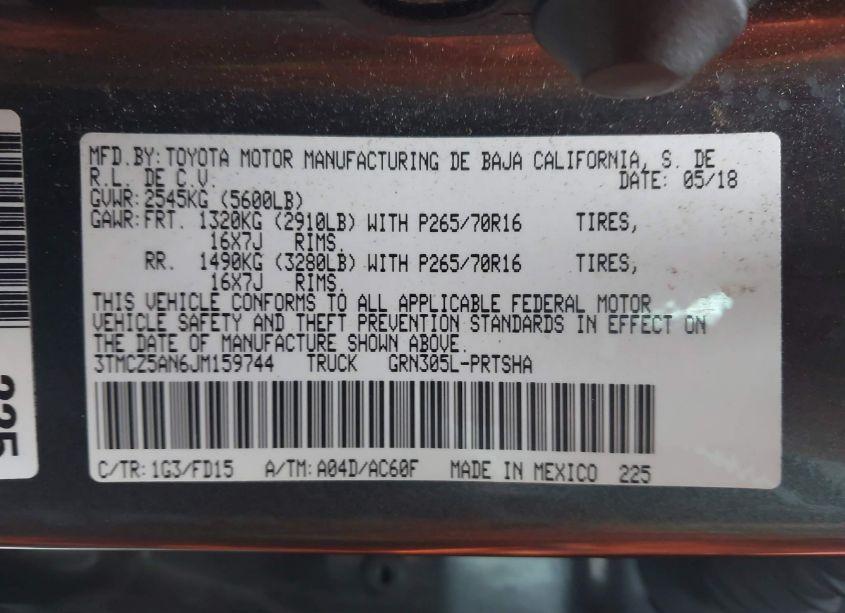 MFD.BY: TOYOTA MOTOR MANUFACTURING DE BAJA CALIFORNIA, S. DE
R.L. DE C.V. DATE: 05/18
GVWR: 2545KG (5600LB)
GAWR: FRT. 1320KG (2910LB) WITH P265/70R16 TIRES,
16X7J RIMS.
RR. 1490KG (3280LB) WITH P265/70R16 TIRES,
16X7J RIMS.
THIS VEHICLE CONFORMS TO ALL APPLICABLE FEDERAL MOTOR
VEHICLE SAFETY AND THEFT PREVENTION STANDARDS IN EFFECT ON
THE DATE OF MANUFACTURE SHOWN ABOVE.
3TMCZ5AN6JM159744 TRUCK GRN305L-PRTSHA
C/TR: 1G3/FD15 A/TM: A04D/AC60F MADE IN MEXICO 225
225